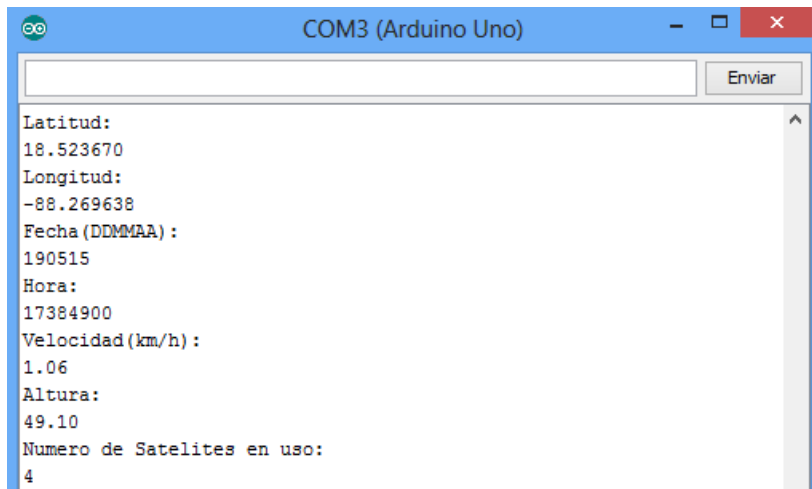 COM3 (Arduino Uno)
Enviar
Latitud:
18.523670
Longitud:
-88.269638
Fecha(DDMMAA):
190515
Hora:
17384900
Velocidad(km/h):
1.06
Altura:
49.10
Numero de Satelites en uso:
4